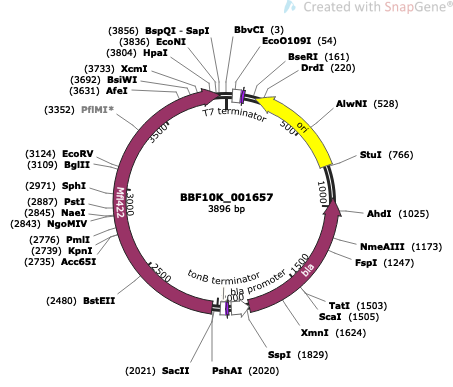 Created with SnapGene®
(3856) BspQI - SapI
(3836) EcoNI
(3804) HpaI
(3733) XcmI
(3692) BsiWI
(3631) AfeI
(3352) PflMI*
(3124) EcoRV
(3109) BglII
(2971) SphI
(2887) PstI
(2845) NaeI
(2843) NgoMIV
(2776) PmlI
(2739) KpnI
(2735) Acc65I
(2480) BstEII
(2021) SacII
PshAI (2020)
SspI (1829)
XmnI (1624)
ScaI (1505)
TatI (1503)
FspI (1247)
NmeAIII (1173)
AhdI (1025)
StuI (766)
AlwNI (528)
DrdI (220)
BseRI (161)
EcoO109I (54)
BbvCI (3)
T7 terminator
ori
500
1000
1500
2500
3000
3500
Mfl422
bla
BBF10K_001657
3896 bp
tonB terminator
bla promoter